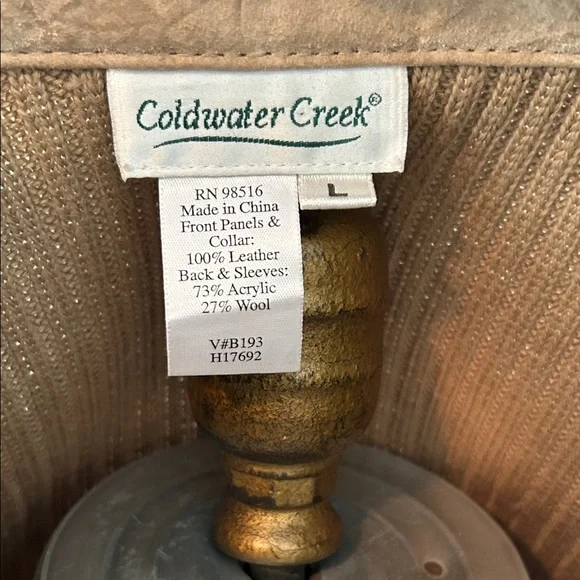 Coldwater Creek®
L
RN 98516
Made in China
Front Panels &
Collar:
100% Leather
Back & Sleeves:
73% Acrylic
27% Wool
V#B193
H17692